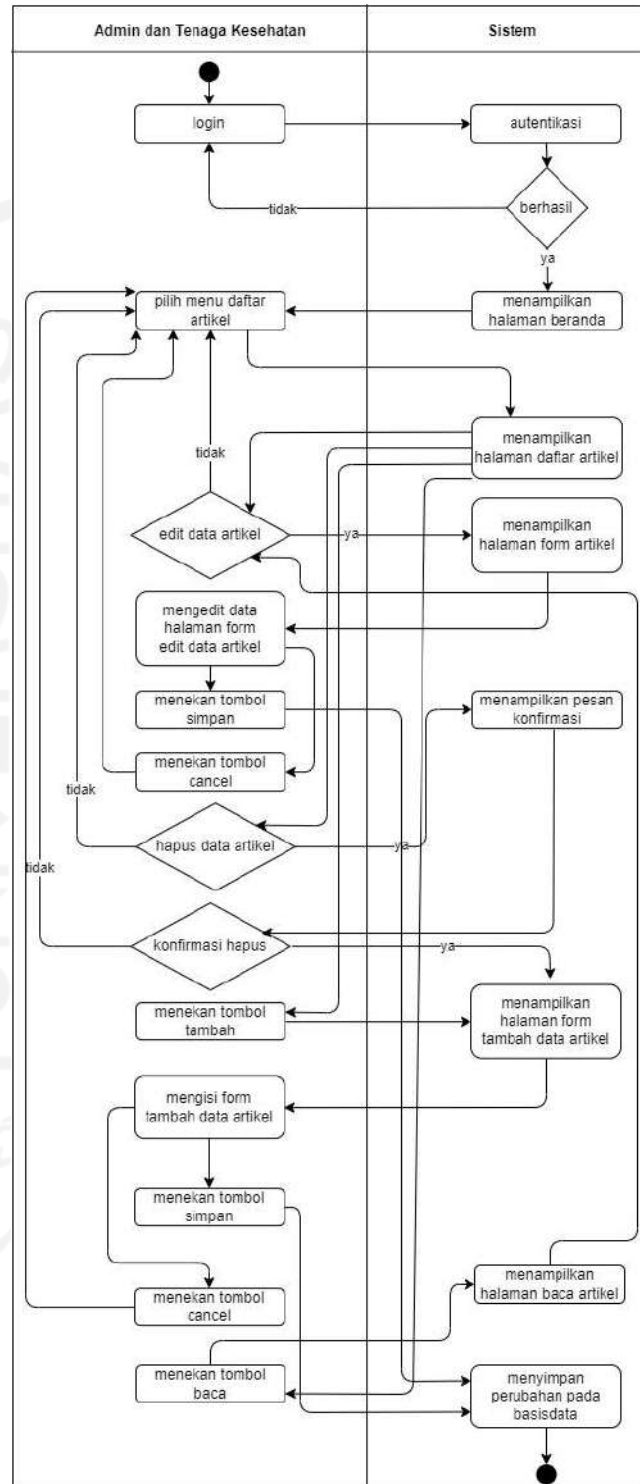 Admin dan Tenaga Kesehatan
Sistem
login
autentikasi
tidak
berhasil
ya
pilih menu daftar
artikel
menampilkan
halaman beranda
menampilkan
halaman daftar artikel
tidak
edit data artikel
ya
menampilkan
halaman form artikel
mengedit data
halaman form
edit data artikel
menekan tombol
simpan
menampilkan pesan
konfirmasi
menekan tombol
cancel
tidak
hapus data artikel
ya
tidak
konfirmasi hapus
ya
menekan tombol
tambah
menampilkan
halaman form
tambah data artikel
mengisi form
tambah data artikel
menekan tombol
simpan
menampilkan
halaman baca artikel
menekan tombol
cancel
menekan tombol
baca
menyimpan
perubahan pada
basisdata